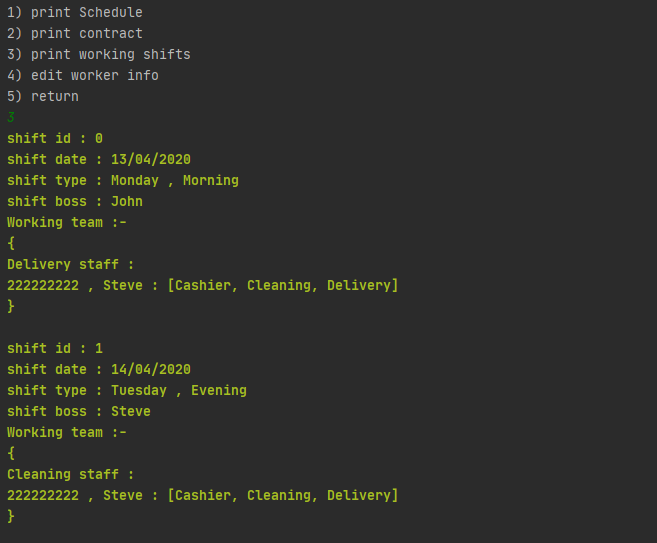 1) print Schedule
2) print contract
3) print working shifts
4) edit worker info
5) return
3
shift id : 0
shift date : 13/04/2020
shift type : Monday , Morning
shift boss : John
Working team :-
{
Delivery staff :
222222222 , Steve : [Cashier, Cleaning, Delivery]
}
shift id : 1
shift date : 14/04/2020
shift type : Tuesday , Evening
shift boss : Steve
Working team :-
{
Cleaning staff :
222222222 , Steve : [Cashier, Cleaning, Delivery]
}